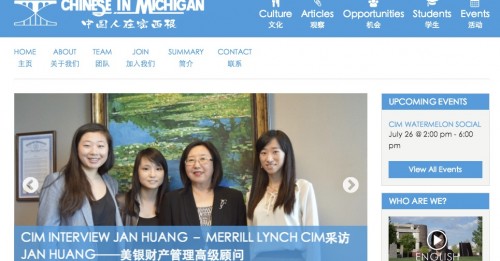 CHINESE IN MICHIGAN
中国人在密西根
Culture
文化
Articles
观察
Opportunities
机会
Students
学生
Events
活动
HOME
主页
ABOUT
关于我们
TEAM
团队
JOIN
加入我们
SUMMARY
简介
CONTACT
联系
CIM INTERVIEW JAN HUANG – MERRILL LYNCH CIM采访
JAN HUANG——美银财产管理高级顾问
UPCOMING EVENTS
CIM WATERMELON SOCIAL
July 26 @ 2:00 pm - 6:00
pm
View All Events
WHO ARE WE?
ENGLISH